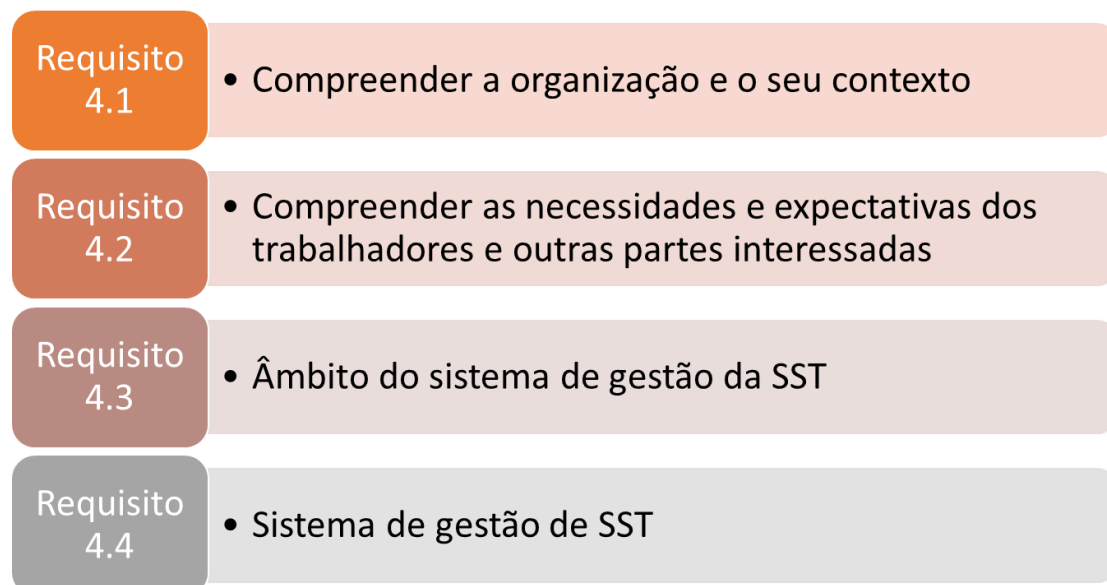 Requisito
4.1
• Compreender a organização e o seu contexto
Requisito
4.2
• Compreender as necessidades e expectativas dos
trabalhadores e outras partes interessadas
Requisito
4.3
• Âmbito do sistema de gestão da SST
Requisito
4.4
• Sistema de gestão de SST